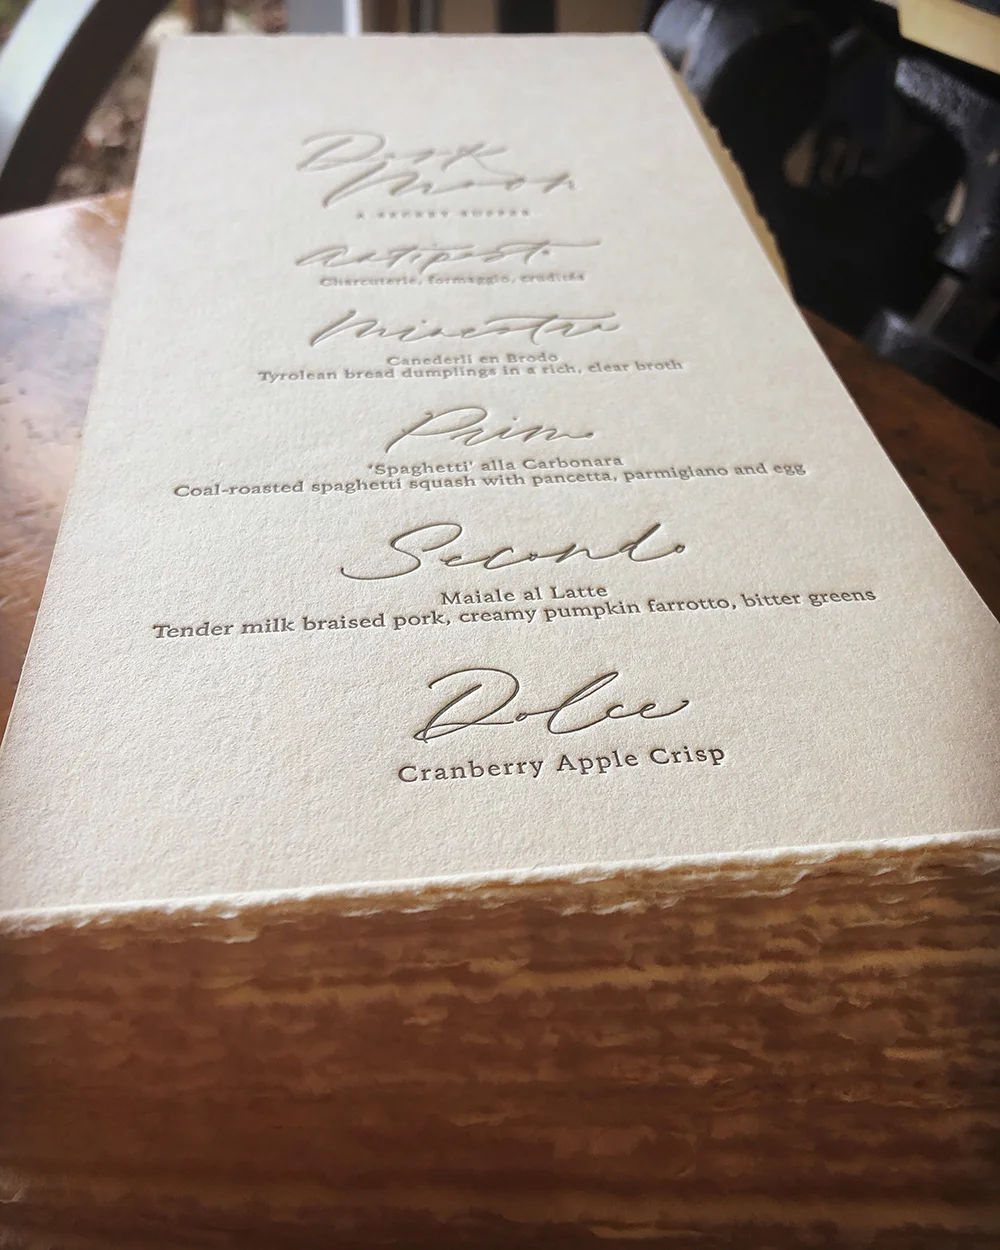 Dark
Moon
A SECRET SUPPER
Antipasti
Charcuterie, formaggio, crudités
Minestra
Canederli en Brodo
Tyrolean bread dumplings in a rich, clear broth
Primo
'Spaghetti' alla Carbonara
Coal-roasted spaghetti squash with pancetta, parmigiano and egg
Secondo
Maiale al Latte
Tender milk braised pork, creamy pumpkin farrotto, bitter greens
Dolce
Cranberry Apple Crisp